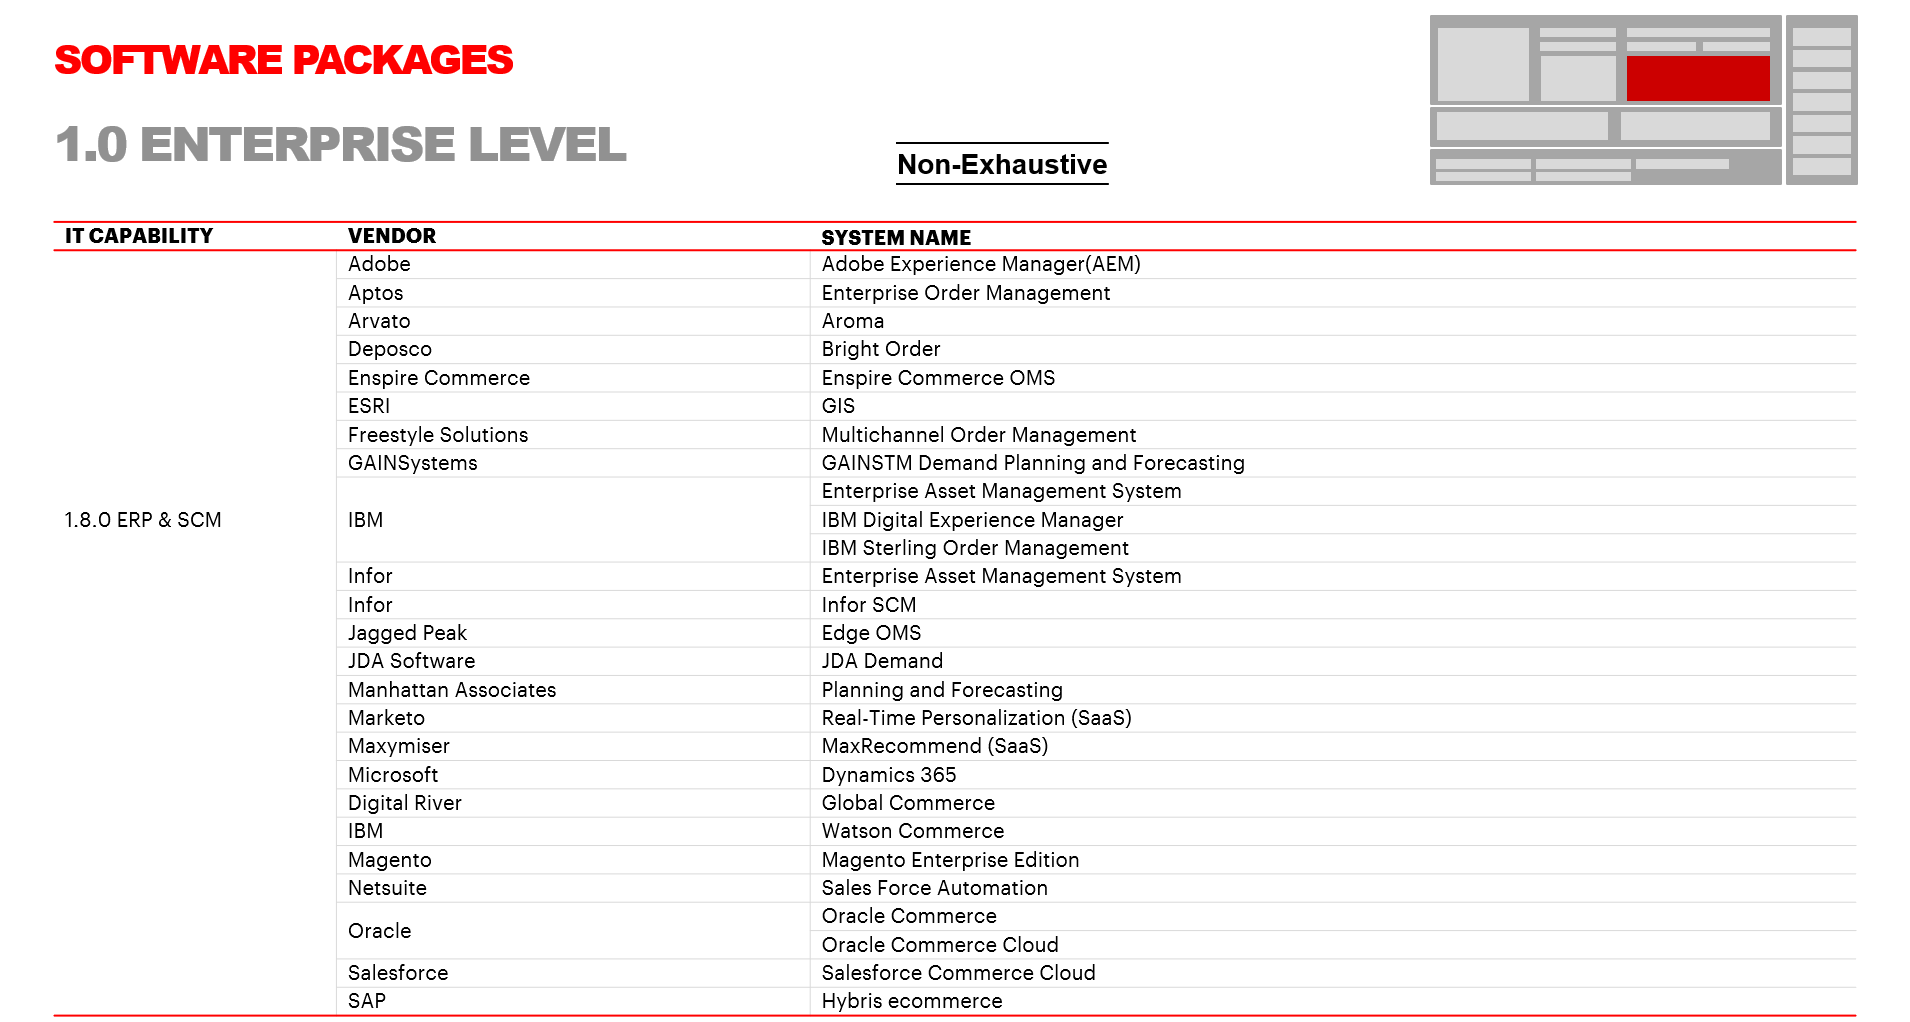 SOFTWARE PACKAGES
1.0 ENTERPRISE LEVEL
Non-Exhaustive
IT CAPABILITY VENDOR SYSTEM NAME
Adobe Adobe Experience Manager(AEM)
Aptos Enterprise Order Management
Arvato Aroma
Deposco Bright Order
Enspire Commerce Enspire Commerce OMS
ESRI GIS
Freestyle Solutions Multichannel Order Management
GAINSystems GAINSTM Demand Planning and Forecasting
Enterprise Asset Management System
1.8.0 ERP & SCM IBM IBM Digital Experience Manager
IBM Sterling Order Management
Infor Enterprise Asset Management System
Infor Infor SCM
Jagged Peak Edge OMS
JDA Software JDA Demand
Manhattan Associates Planning and Forecasting
Marketo Real-Time Personalization (SaaS)
Maxymiser MaxRecommend (SaaS)
Microsoft Dynamics 365
Digital River Global Commerce
IBM Watson Commerce
Magento Magento Enterprise Edition
Netsuite Sales Force Automation
Oracle Oracle Commerce
Oracle Commerce Cloud
Salesforce Salesforce Commerce Cloud
SAP Hybris ecommerce